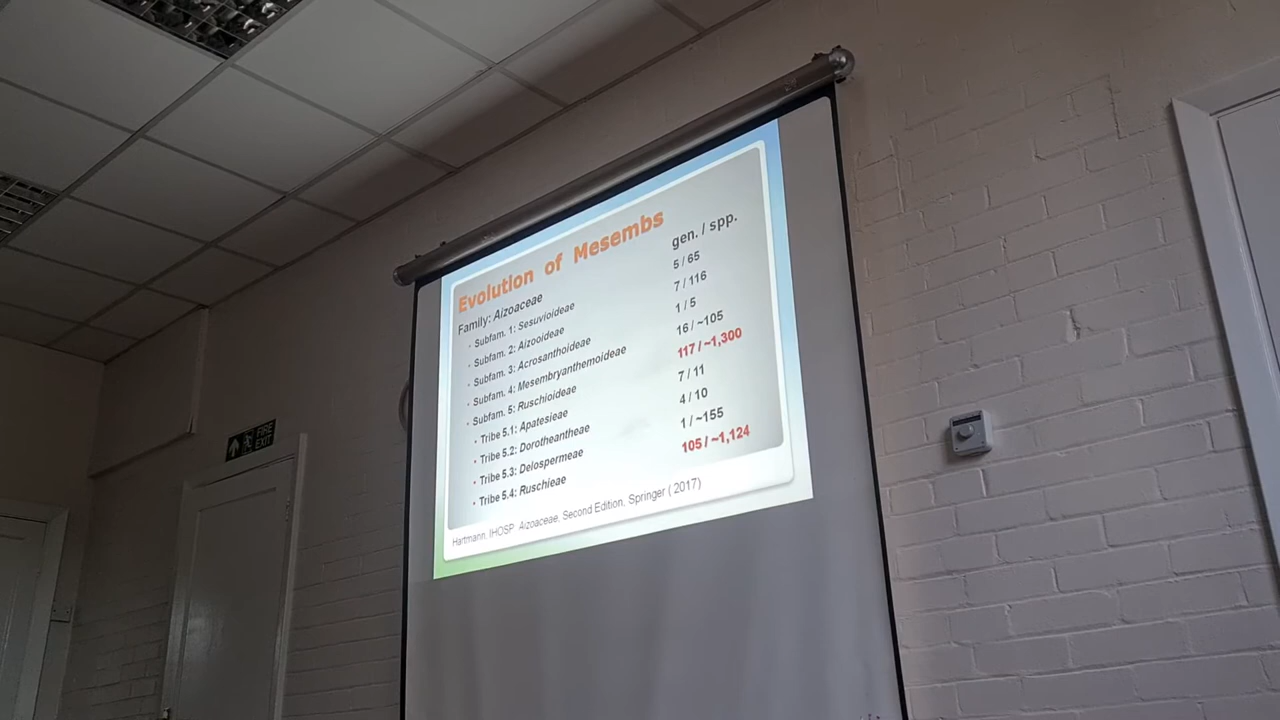 Evolution of Mesembs
gen. / spp.
Family: Aizoaceae
Subfam. 1: Sesuvioideae 5 / 65
Subfam. 2: Aizooideae 7 / 116
Subfam. 3: Acrosanthoideae 1 / 5
Subfam. 4: Mesembryanthemoideae 16 / ~105
Subfam. 5: Ruschioideae 117 / ~1,300
Tribe 5.1: Apatesieae 7 / 11
Tribe 5.2: Dorotheantheae 4 / 10
Tribe 5.3: Delospermeae 1 / ~155
Tribe 5.4: Ruschieae 105 / ~1,124
Hartmann, IHOSP: Aizoaceae, Second Edition, Springer ( 2017)
FIRE
EXIT